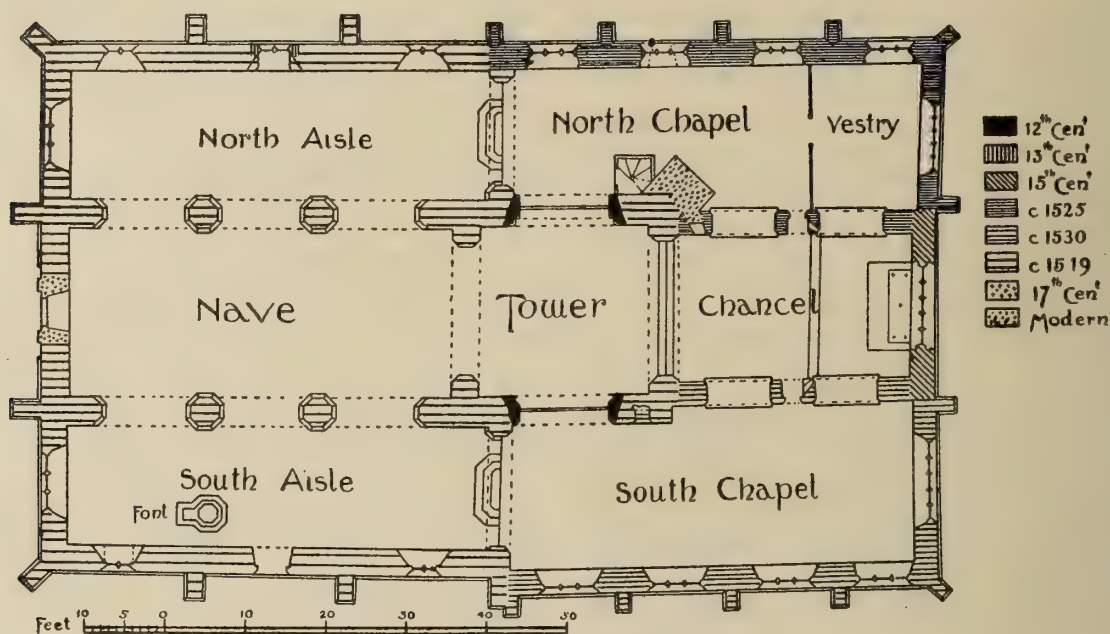 North Aisle
North Chapel
Vestry
Nave
Tower
Chancel
South Aisle
Font
South Chapel
12th Cent
13th Cent
15th Cent
c 1525
c 1530
c 1519
17th Cent
Modern
Feet 10 5 0 10 20 30 40 50